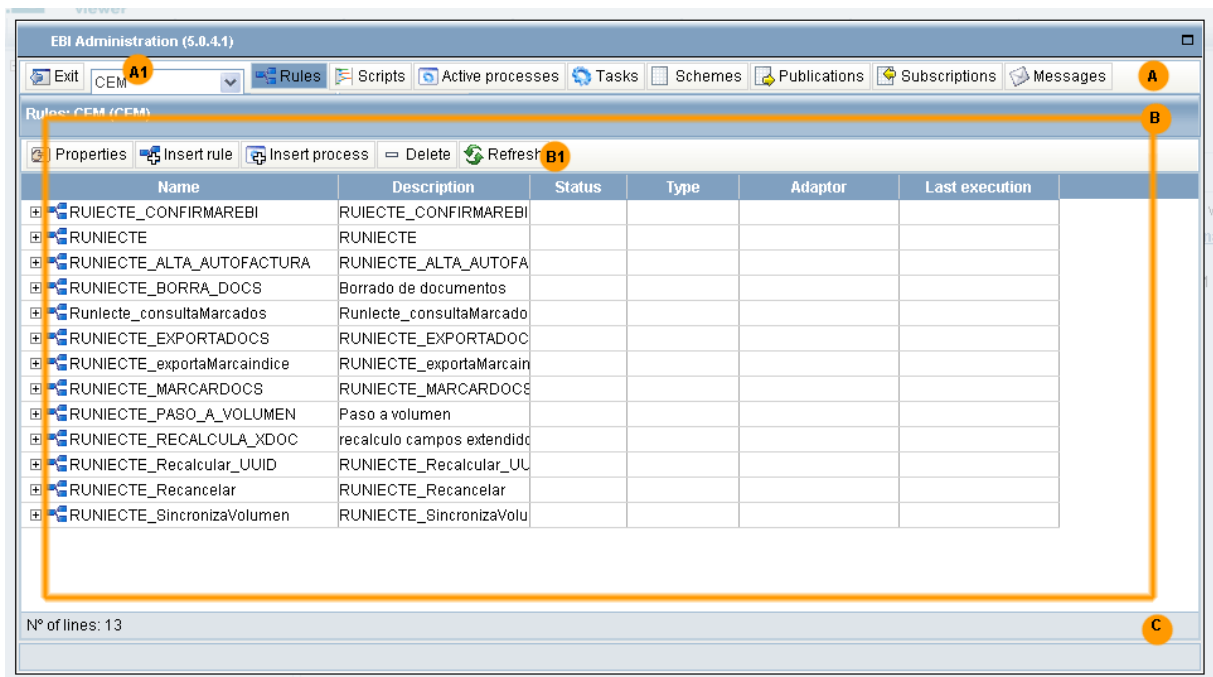 viewer
EBI Administration (5.0.4.1)
Exit CEM A1 Rules Scripts Active processes Tasks Schemes Publications Subscriptions Messages A
Rules: CEM (CEM) B
Properties Insert rule Insert process Delete Refresh B1
Name Description Status Type Adaptor Last execution
RUIECTE_CONFIRMAREBI RUIECTE_CONFIRMAREBI
RUNIECTE RUNIECTE
RUNIECTE_ALTA_AUTOFACTURA RUNIECTE_ALTA_AUTOFA
RUNIECTE_BORRA_DOCS Borrado de documentos
RunIecte_consultaMarcados RunIecte_consultaMarcado
RUNIECTE_EXPORTADOCS RUNIECTE_EXPORTADOC
RUNIECTE_exportaMarcaindice RUNIECTE_exportaMarcain
RUNIECTE_MARCARDOCS RUNIECTE_MARCARDOCS
RUNIECTE_PASO_A_VOLUMEN Paso a volumen
RUNIECTE_RECALCULA_XDOC recalculo campos extendido
RUNIECTE_Recalcular_UUID RUNIECTE_Recalcular_UU
RUNIECTE_Recancelar RUNIECTE_Recancelar
RUNIECTE_SincronizaVolumen RUNIECTE_SincronizaVolu
Nº of lines: 13 C